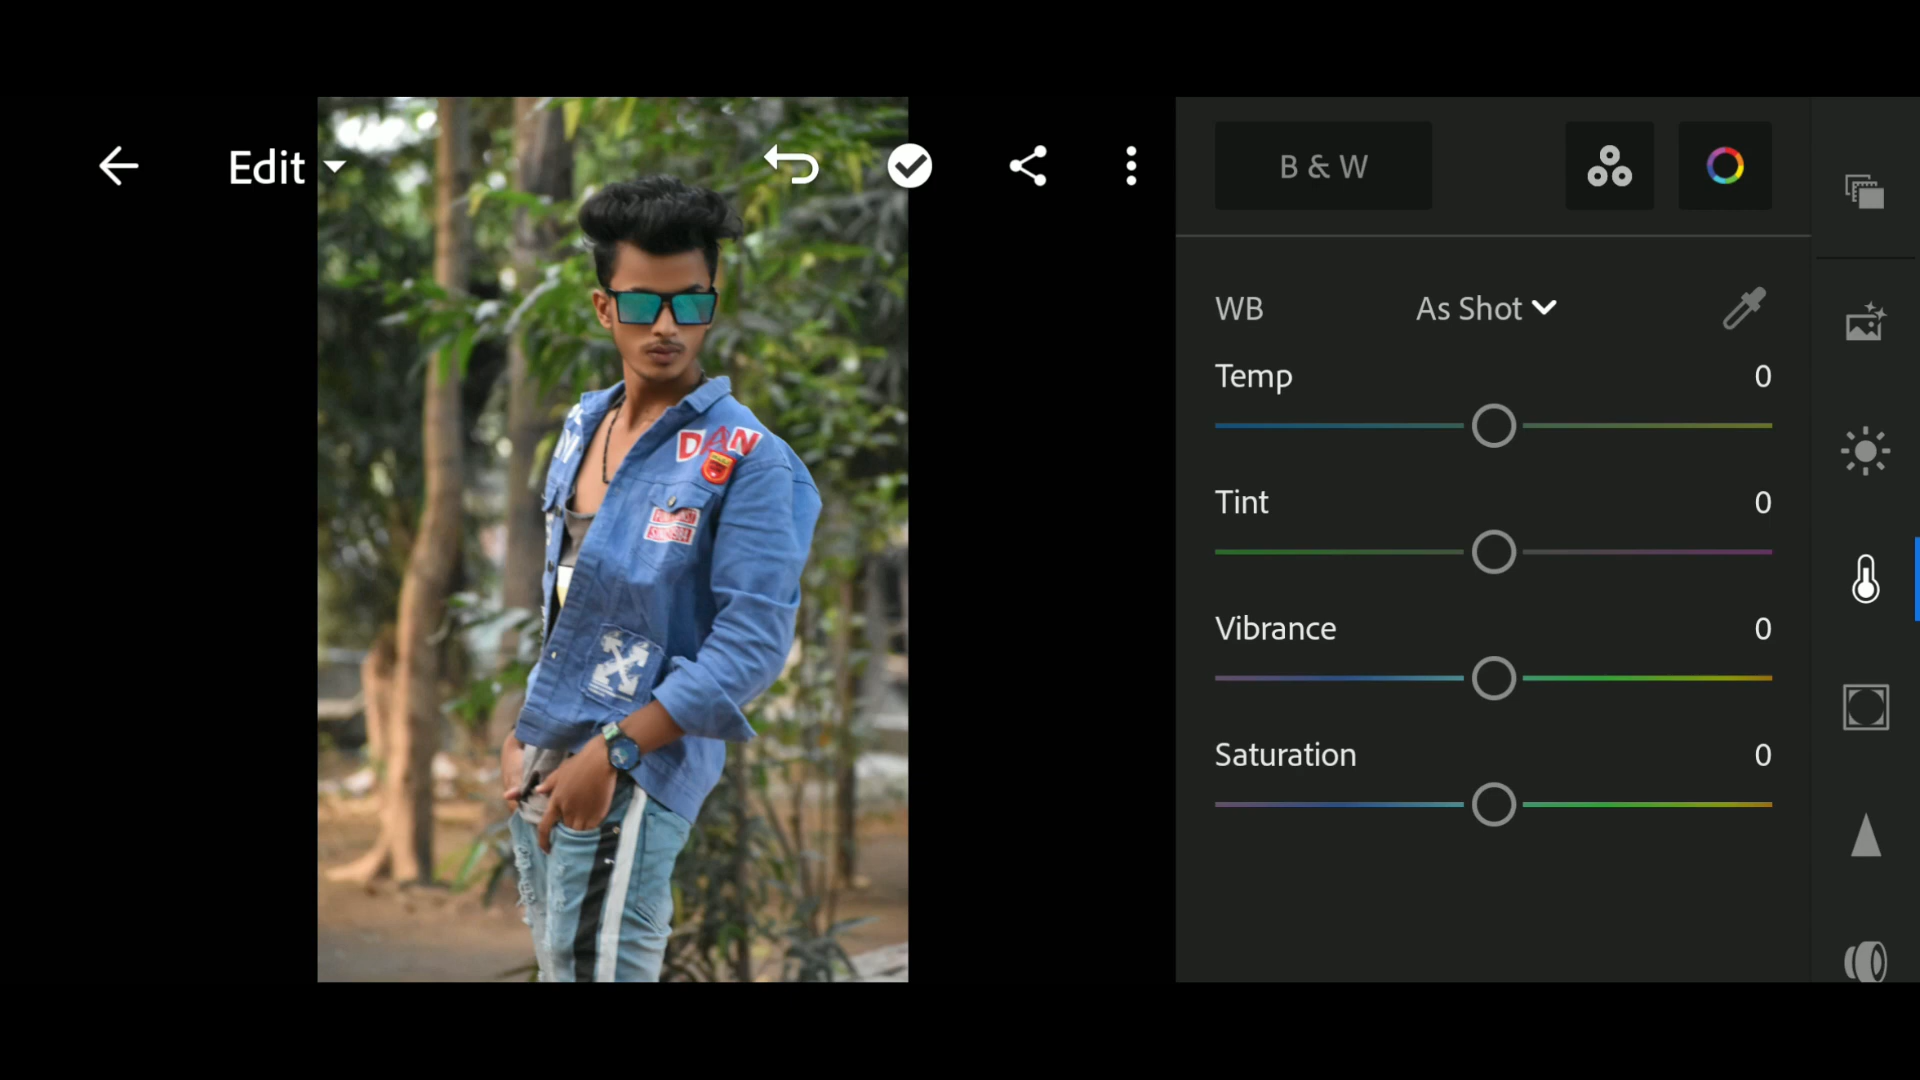 Edit
B & W
WB
As Shot
Temp
0
Tint
0
Vibrance
0
Saturation
0
DAN